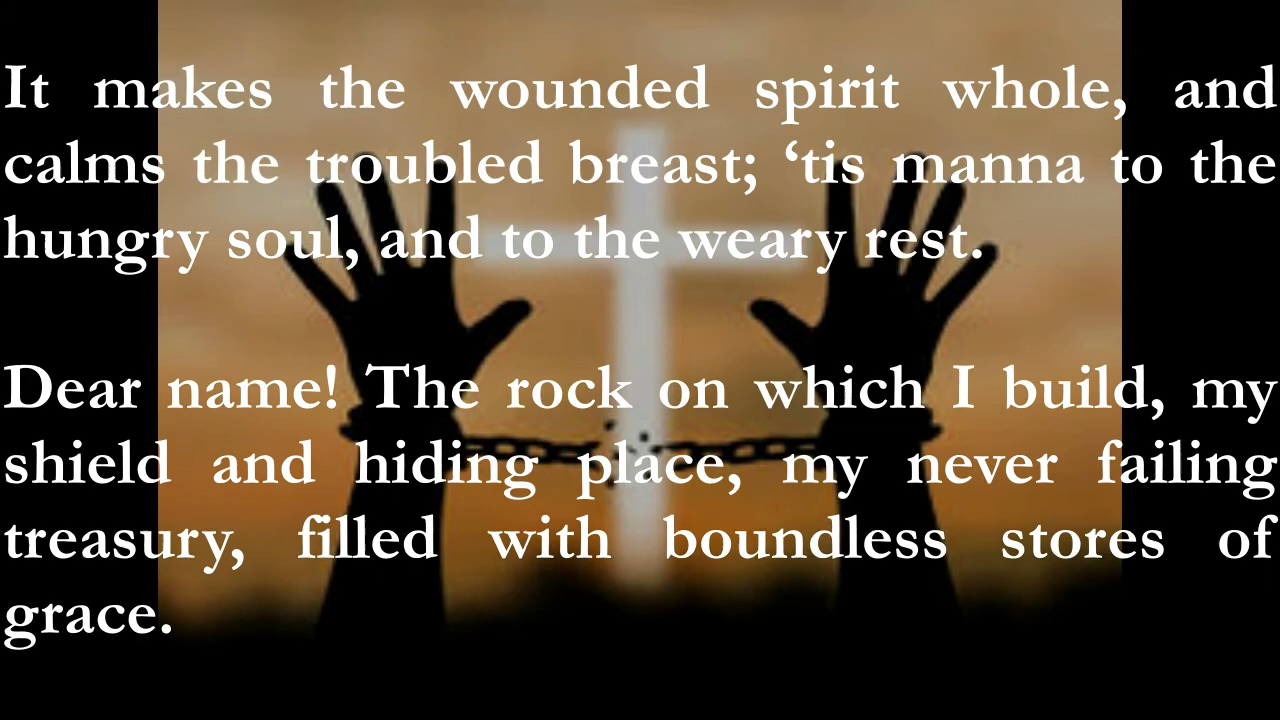 It makes the wounded spirit whole, and
calms the troubled breast; ‘tis manna to the
hungry soul, and to the weary rest.
Dear name! The rock on which I build, my
shield and hiding place, my never failing
treasury, filled with boundless stores of
grace.